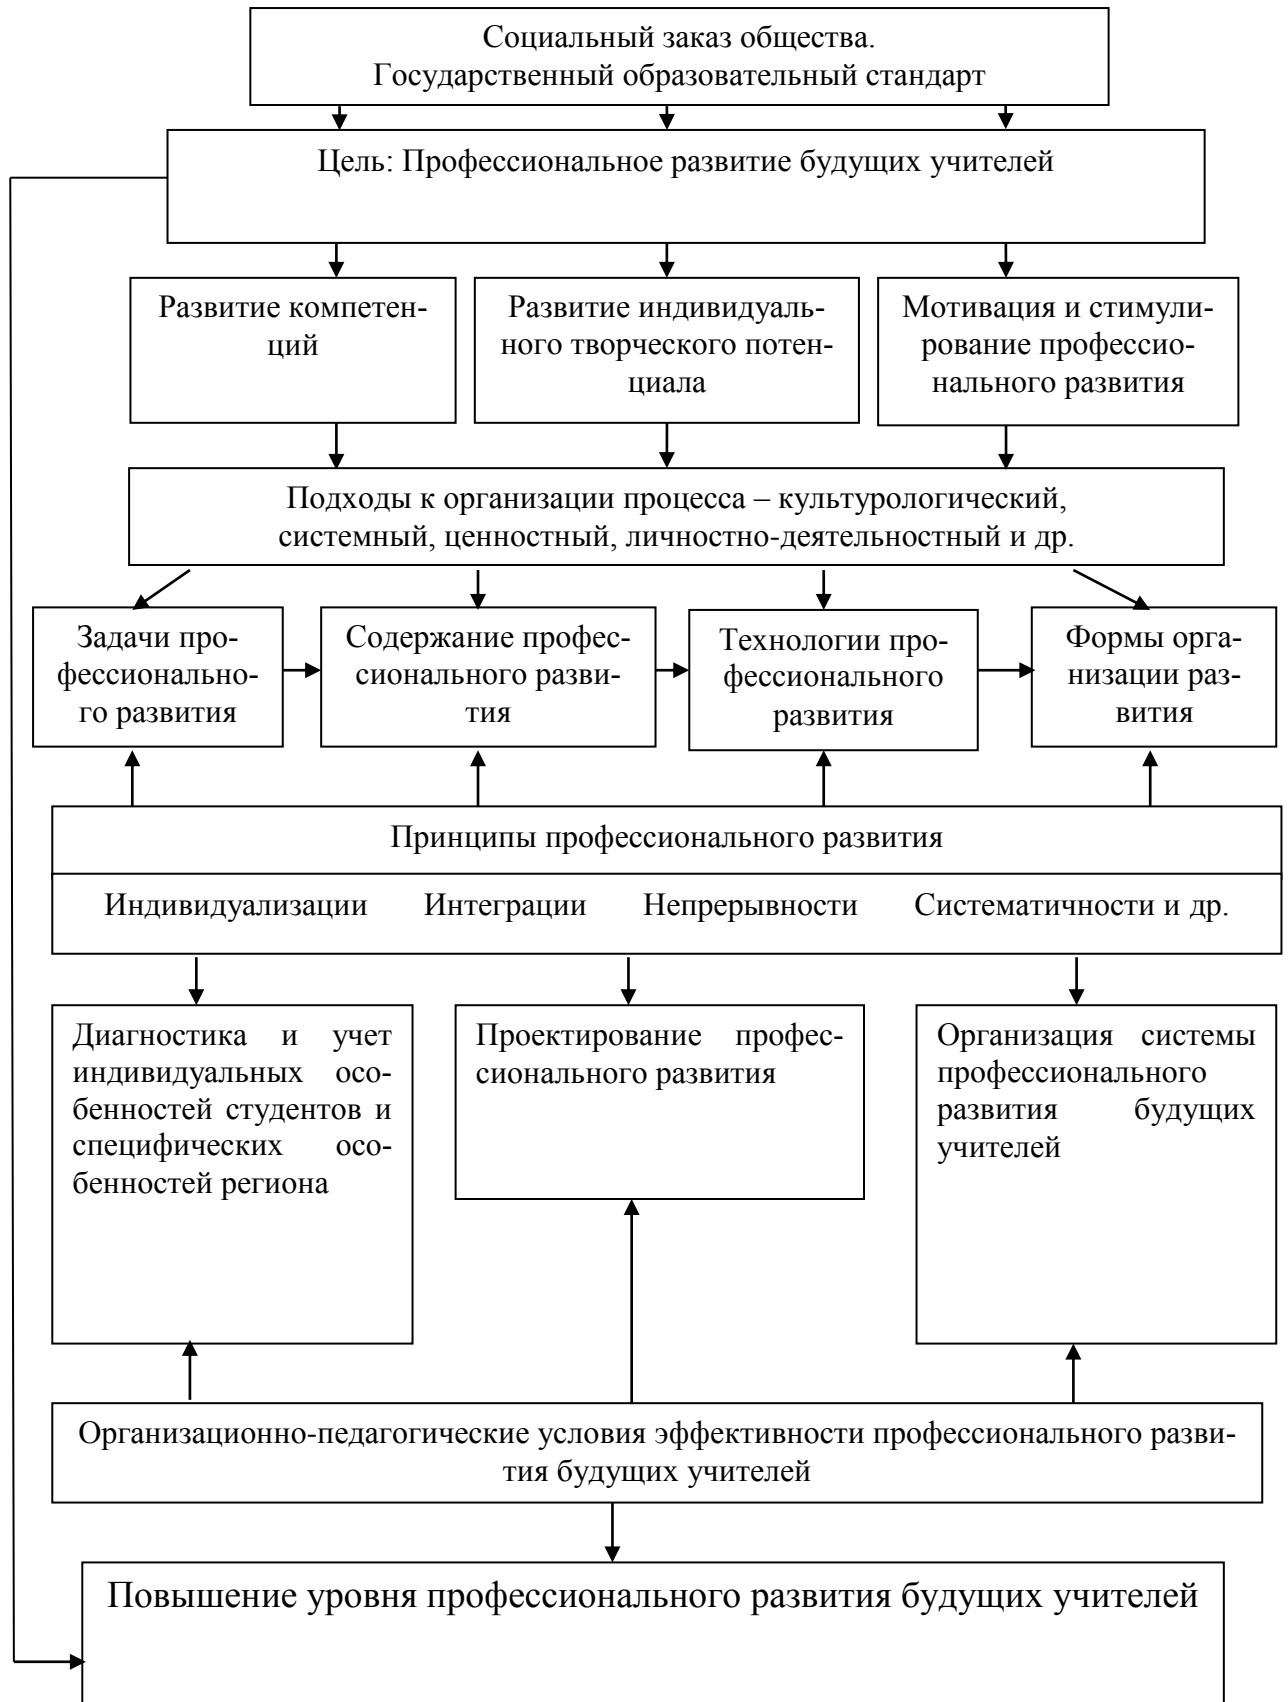 Социальный заказ общества.
Государственный образовательный стандарт
Цель: Профессиональное развитие будущих учителей
Развитие компетен-
ций
Развитие индивидуаль-
ного творческого потен-
циала
Мотивация и стимули-
рование профессио-
нального развития
Подходы к организации процесса – культурологический,
системный, ценностный, личностно-деятельностный и др.
Задачи про-
фессионально-
го развития
Содержание профес-
сионального разви-
тия
Технологии про-
фессионального
развития
Формы орга-
низации раз-
вития
Принципы профессионального развития
Индивидуализации Интеграции Непрерывности Систематичности и др.
Диагностика и учет
индивидуальных осо-
бенностей студентов и
специфических осо-
бенностей региона
Проектирование профес-
сионального развития
Организация системы
профессионального
развития будущих
учителей
Организационно-педагогические условия эффективности профессионального разви-
тия будущих учителей
Повышение уровня профессионального развития будущих учителей